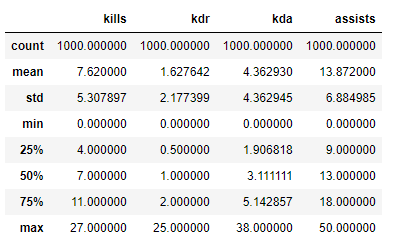 kills kdr kda assists
count 1000.000000 1000.000000 1000.000000 1000.000000
mean 7.620000 1.627642 4.362930 13.872000
std 5.307897 2.177399 4.362945 6.884985
min 0.000000 0.000000 0.000000 0.000000
25% 4.000000 0.500000 1.906818 9.000000
50% 7.000000 1.000000 3.111111 13.000000
75% 11.000000 2.000000 5.142857 18.000000
max 27.000000 25.000000 38.000000 50.000000